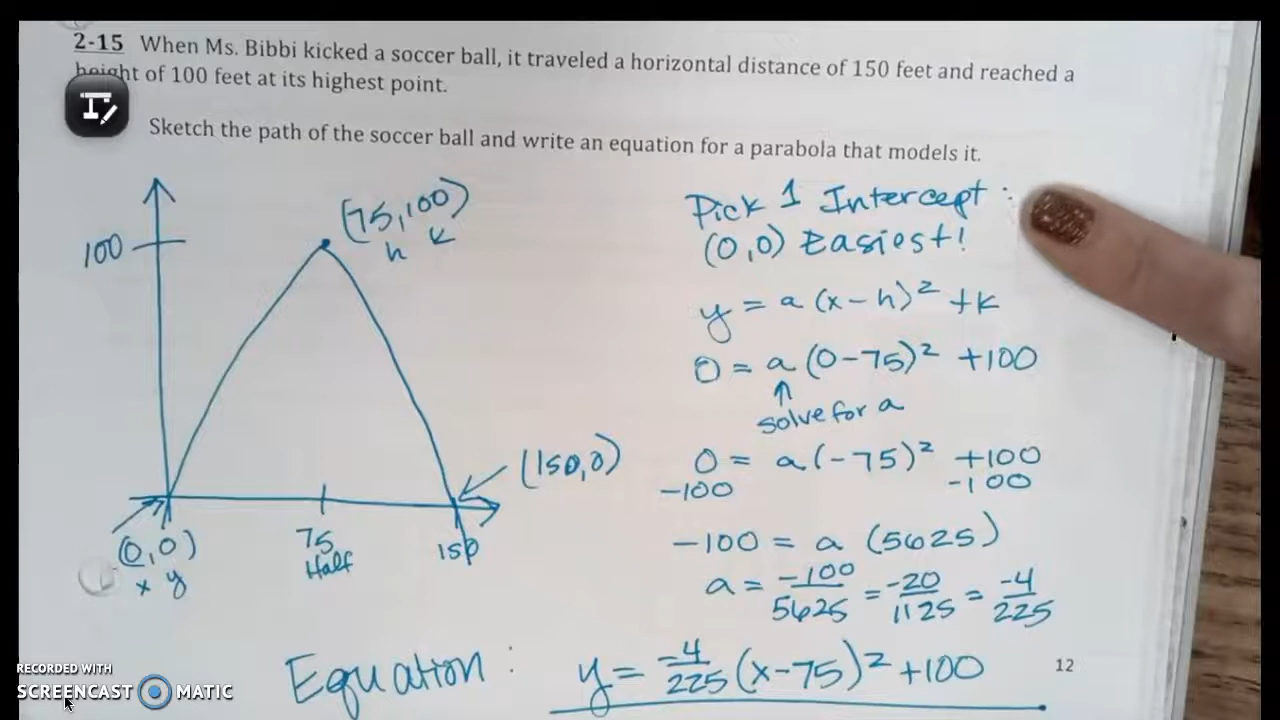 2-15 When Ms. Bibbi kicked a soccer ball, it traveled a horizontal distance of 150 feet and reached a
height of 100 feet at its highest point.
Sketch the path of the soccer ball and write an equation for a parabola that models it.
100
(75,100)
h k
(150,0)
(0,0)
x y
75
Half
150
Pick 1 Intercept :
(0,0) Easiest!
y = a (x-h)² +k
0 = a (0-75)² +100
↑
solve for a
0 = a(-75)² +100
-100 -100
-100 = a (5625)
a = -100/5625 = -20/1125 = -4/225
Equation : y = -4/225 (x-75)² +100
12
RECORDED WITH
SCREENCAST MATIC